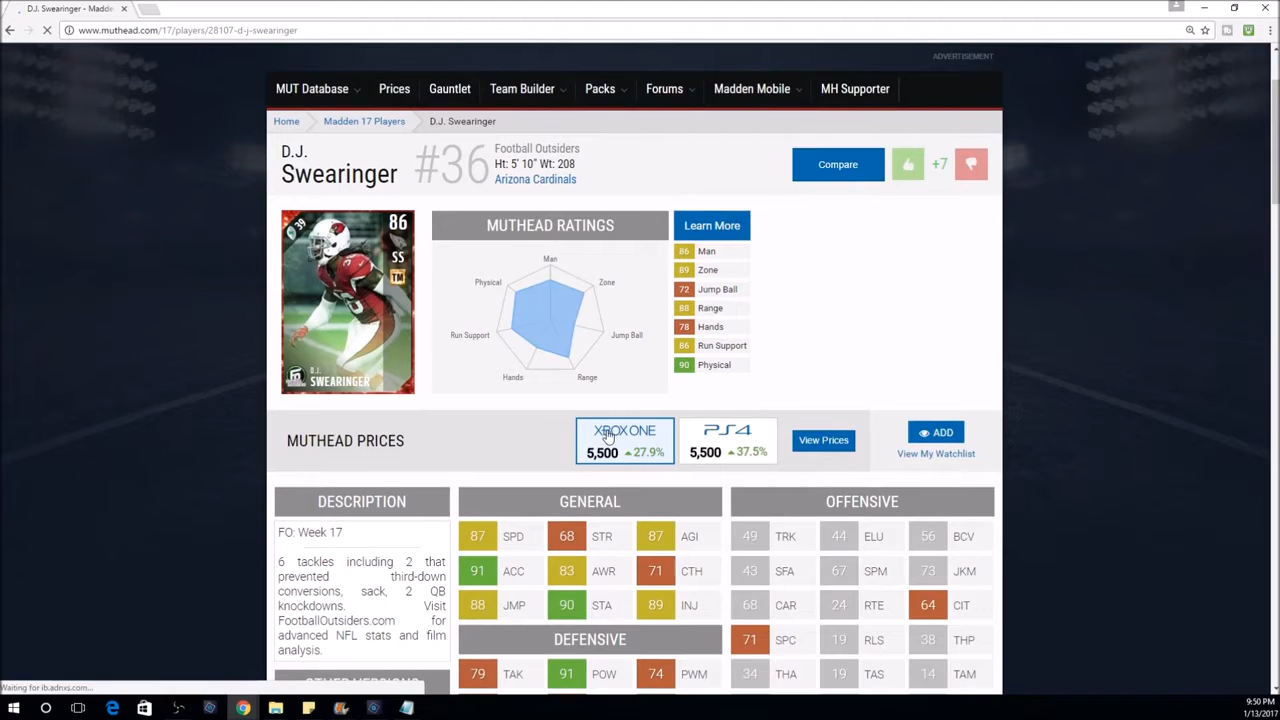 D.J. Swearinger - Madde
www.muthead.com/17/players/28107-d-j-swearinger
ADVERTISEMENT
MUT Database Prices Gauntlet Team Builder Packs Forums Madden Mobile MH Supporter
Home Madden 17 Players D.J. Swearinger
D.J.
Swearinger
#36
Football Outsiders
Ht: 5' 10" Wt: 208
Arizona Cardinals
Compare
+7
39
86
SS
TM
D.J.
SWEARINGER
MUTHEAD RATINGS
Learn More
Man
Zone
Jump Ball
Range
Hands
Run Support
Physical
86 Man
89 Zone
72 Jump Ball
88 Range
78 Hands
86 Run Support
90 Physical
MUTHEAD PRICES
XBOX ONE
5,500 27.9%
PS4
5,500 37.5%
View Prices
ADD
View My Watchlist
DESCRIPTION
FO: Week 17
6 tackles including 2 that
prevented third-down
conversions, sack, 2 QB
knockdowns. Visit
FootballOutsiders.com for
advanced NFL stats and film
analysis.
OTHER VERSIONS
GENERAL
87 SPD 68 STR 87 AGI
91 ACC 83 AWR 71 CTH
88 JMP 90 STA 89 INJ
DEFENSIVE
79 TAK 91 POW 74 PWM
OFFENSIVE
49 TRK 44 ELU 56 BCV
43 SFA 67 SPM 73 JKM
68 CAR 24 RTE 64 CIT
71 SPC 19 RLS 38 THP
34 THA 19 TAS 14 TAM
Waiting for ib.adnxs.com...
9:50 PM
1/13/2017